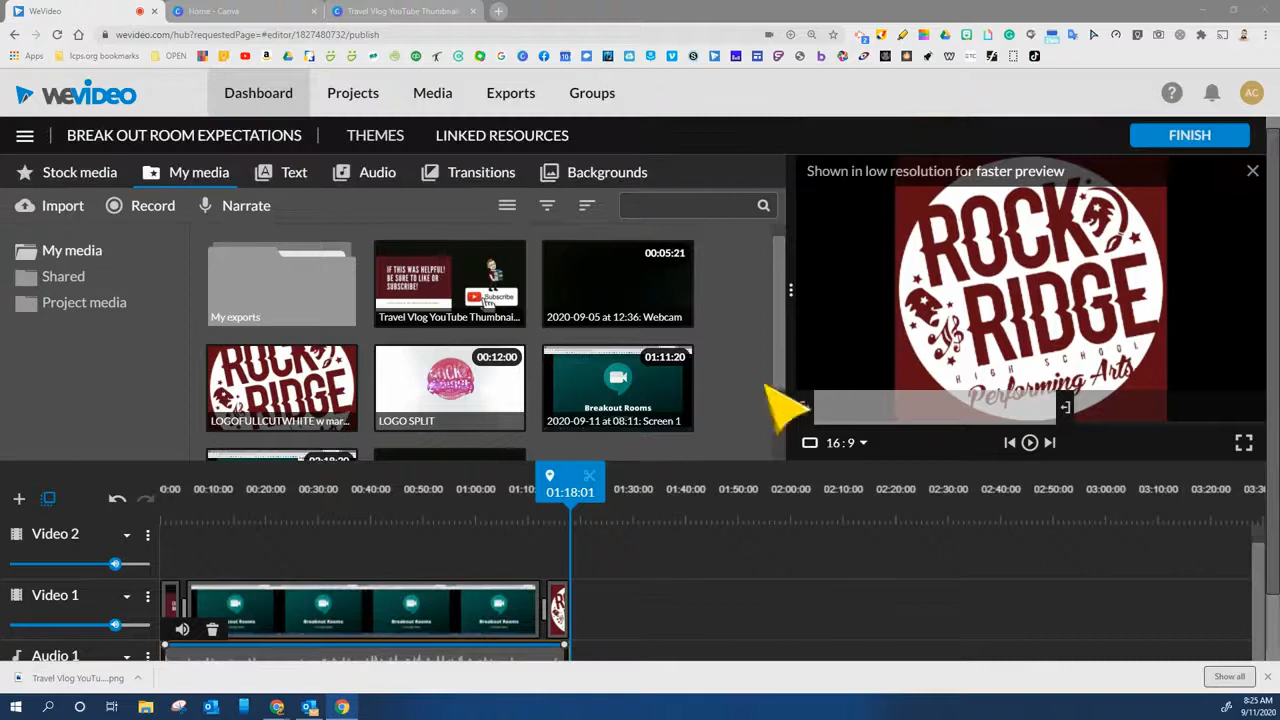 WeVideo
Home - Canva
Travel Vlog YouTube Thumbnail
wevideo.com/hub?requestedPage=#editor/1827480732/publish
Apps
lcps.org bookmarks
OPEN
wevideo
Dashboard
Projects
Media
Exports
Groups
AC
BREAK OUT ROOM EXPECTATIONS
THEMES
LINKED RESOURCES
FINISH
Stock media
My media
Text
Audio
Transitions
Backgrounds
Shown in low resolution for faster preview
Import
Record
Narrate
My media
Shared
Project media
My exports
IF THIS WAS HELPFUL!
BE SURE TO LIKE OR
SUBSCRIBE!
Subscribe
Travel Vlog YouTube Thumbnai...
00:05:21
2020-09-05 at 12:36: Webcam
ROCK
RIDGE
LOGOFULLCUTWHITE w mar...
00:12:00
ROCK
RIDGE
LOGO SPLIT
01:11:20
Breakout Rooms
2020-09-11 at 08:11: Screen 1
02:18:20
ROCK
RIDGE
HIGH SCHOOL
Performing Arts
16:9
01:18:01
0:00
00:10:00
00:20:00
00:30:00
00:40:00
00:50:00
01:00:00
01:10:
01:30:00
01:40:00
01:50:00
02:00:00
02:10:00
02:20:00
02:30:00
02:40:00
02:50:00
03:00:00
03:10:00
03:20:00
03:30
Video 2
Video 1
Breakout Rooms
Breakout Rooms
Breakout Rooms
Breakout Rooms
Audio 1
Travel Vlog YouTu....png
Show all
8:25 AM
9/11/2020